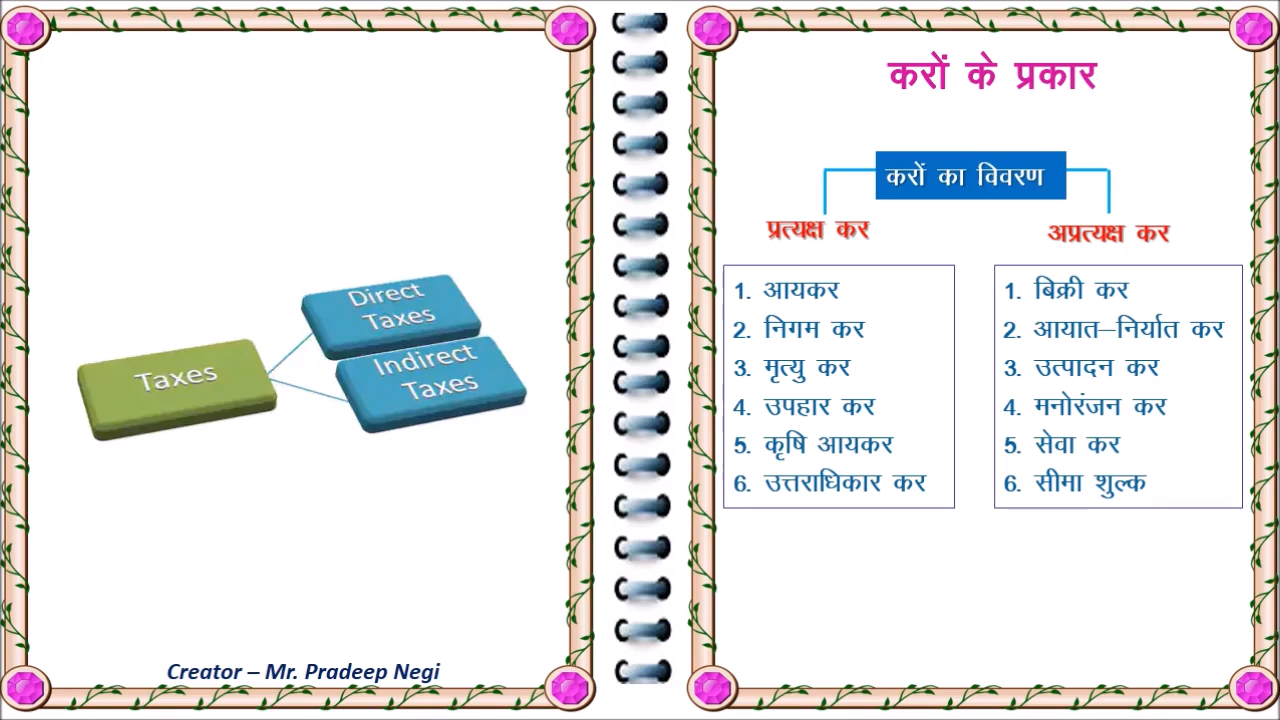 Direct
Taxes
Taxes
Indirect
Taxes
Creator – Mr. Pradeep Negi
करों के प्रकार
करों का विवरण
प्रत्यक्ष कर
1. आयकर
2. निगम कर
3. मृत्यु कर
4. उपहार कर
5. कृषि आयकर
6. उत्तराधिकार कर
अप्रत्यक्ष कर
1. बिक्री कर
2. आयात–निर्यात कर
3. उत्पादन कर
4. मनोरंजन कर
5. सेवा कर
6. सीमा शुल्क